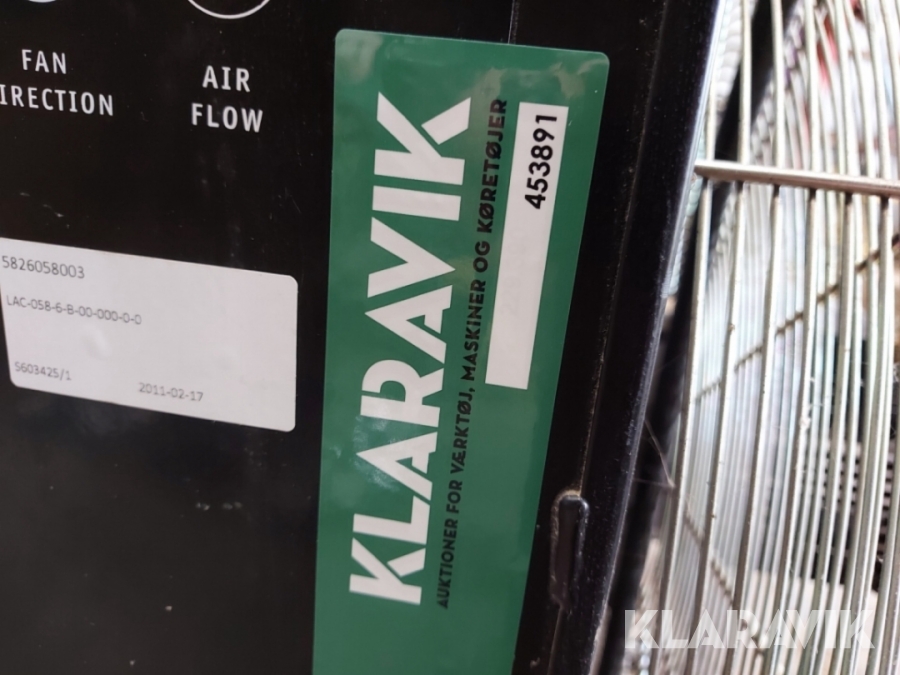 FAN
IRECTION
AIR
FLOW
5826058003
LAC-058-6-B-00-000-0-0
5603425/1
2011-02-17
KLARAVIK
AUKTIONER FOR VÆRKTØJ, MASKINER OG KØRETØJER
453891
KLARAVIK